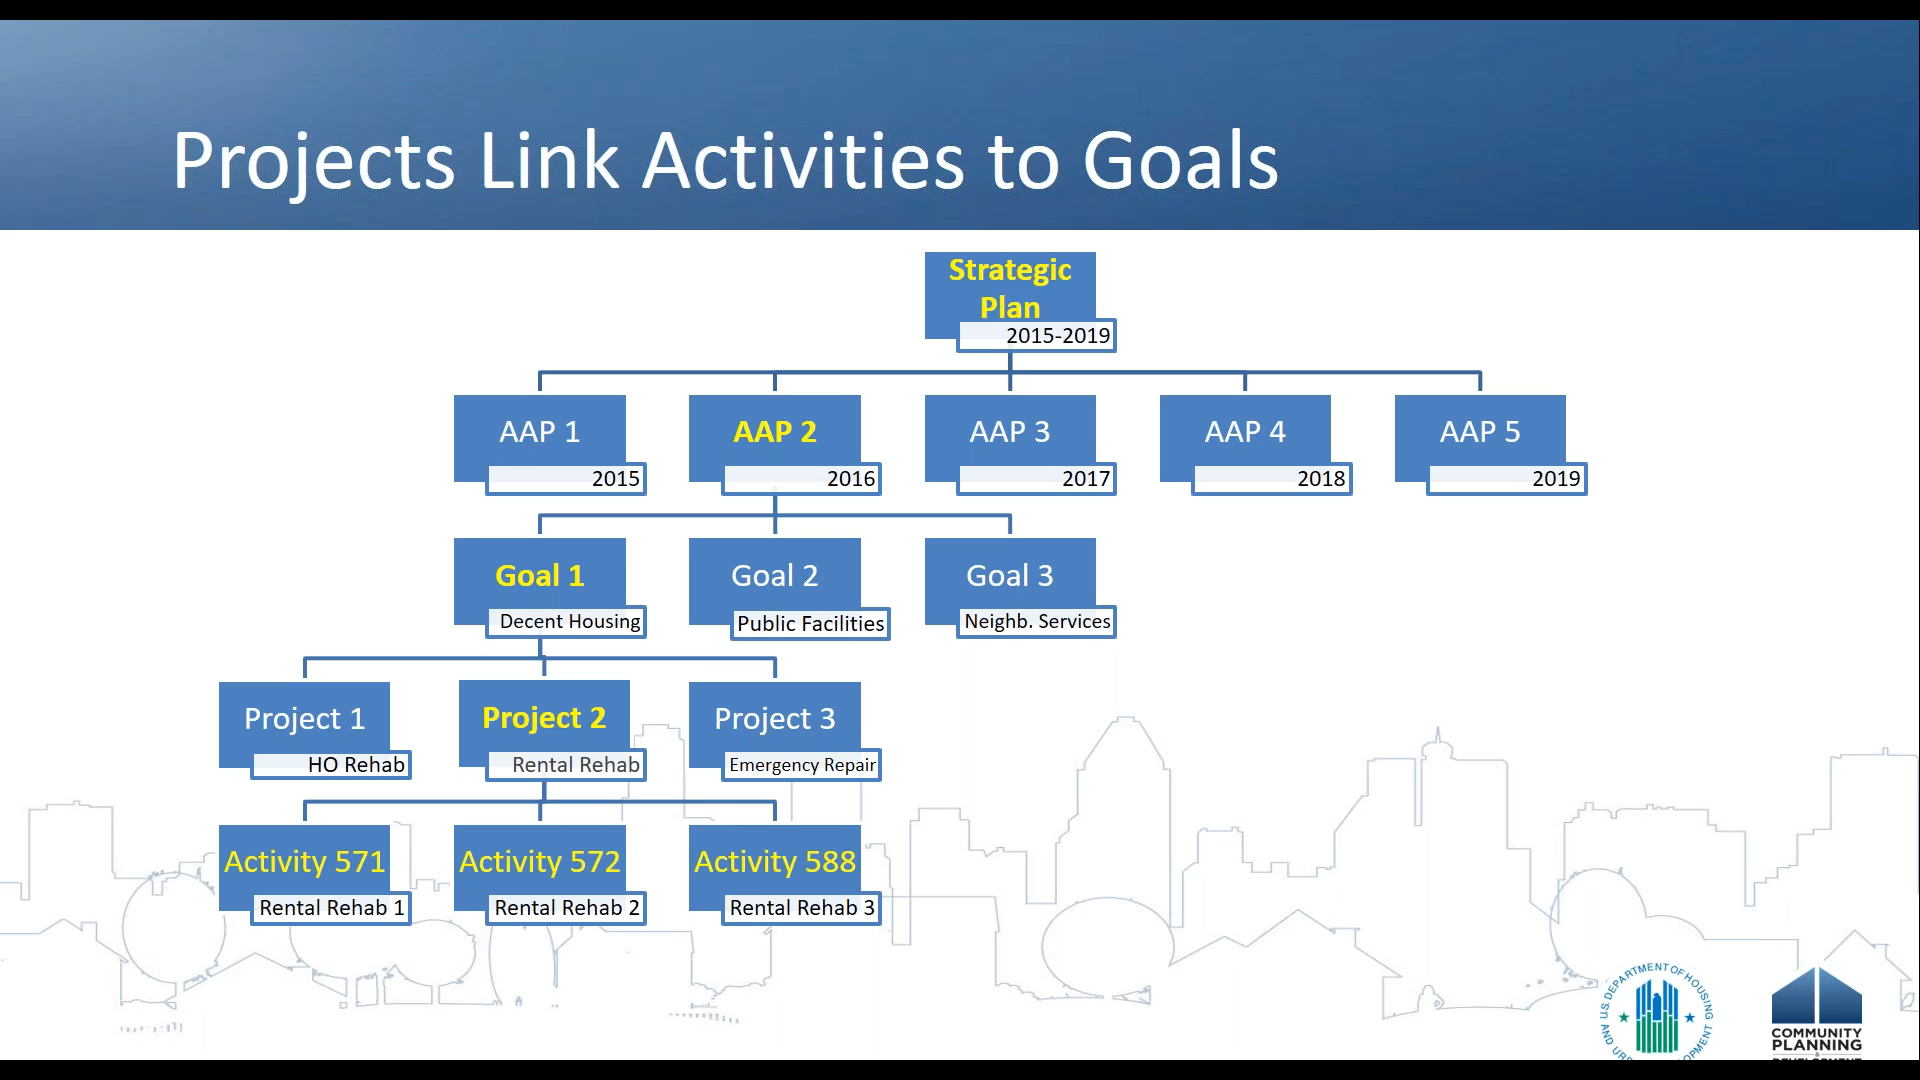 Projects Link Activities to Goals
Strategic
Plan
2015-2019
AAP 1
2015
AAP 2
2016
AAP 3
2017
AAP 4
2018
AAP 5
2019
Goal 1
Decent Housing
Goal 2
Public Facilities
Goal 3
Neighb. Services
Project 1
HO Rehab
Project 2
Rental Rehab
Project 3
Emergency Repair
Activity 571
Rental Rehab 1
Activity 572
Rental Rehab 2
Activity 588
Rental Rehab 3
U.S. DEPARTMENT OF HOUSING
AND
COMMUNITY
PLANNING